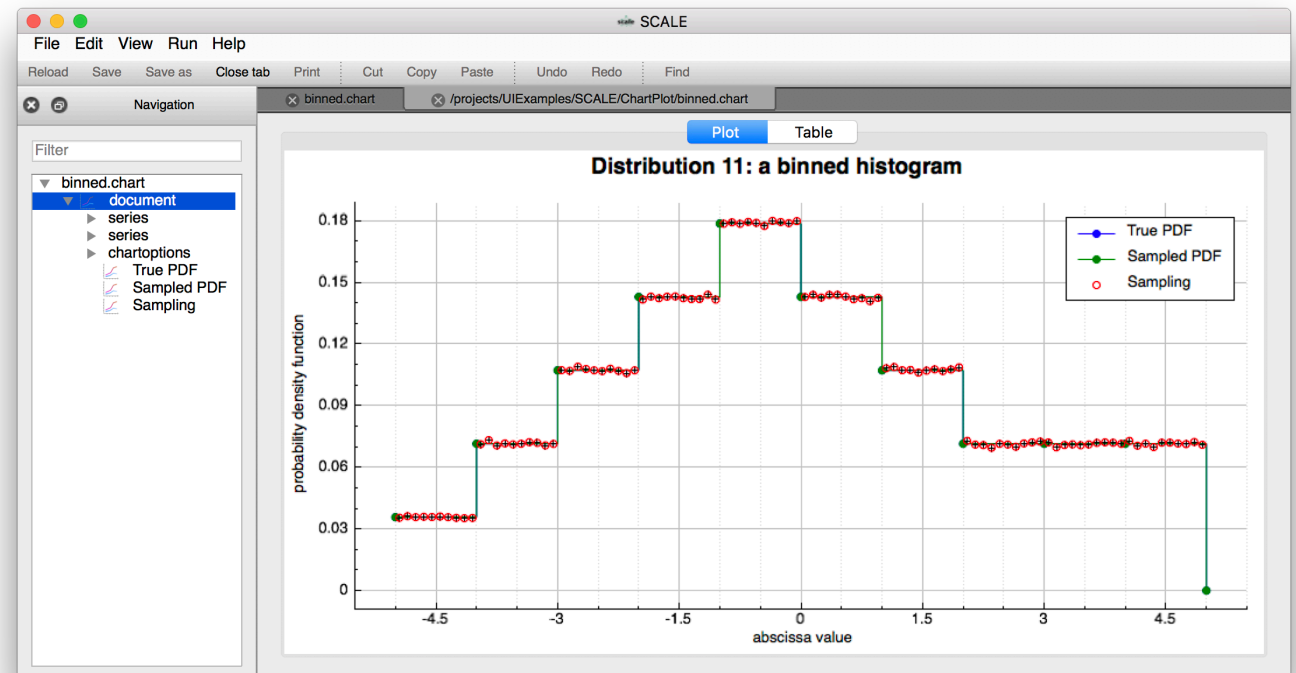 SCALE
File Edit View Run Help
Reload Save Save as Close tab Print Cut Copy Paste Undo Redo Find
Navigation
binned.chart
/projects/UIExamples/SCALE/ChartPlot/binned.chart
Filter
binned.chart
document
series
series
chartoptions
True PDF
Sampled PDF
Sampling
Plot Table
Distribution 11: a binned histogram
probability density function
0.18
0.15
0.12
0.09
0.06
0.03
0
True PDF
Sampled PDF
Sampling
-4.5 -3 -1.5 0 1.5 3 4.5
abscissa value